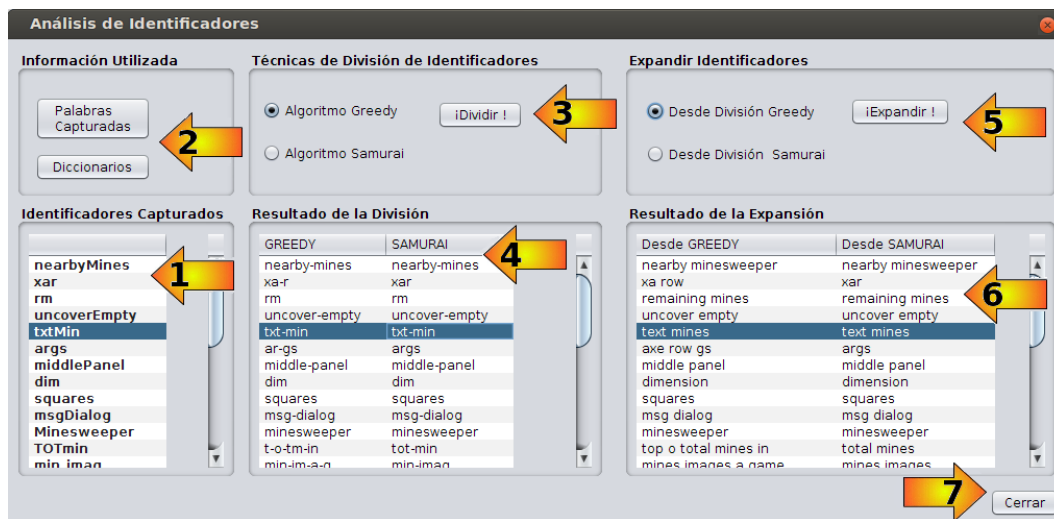 Análisis de Identificadores
Información Utilizada
Palabras
Capturadas
Diccionarios
2
Técnicas de División de Identificadores
Algoritmo Greedy
¡Dividir !
Algoritmo Samurai
3
Expandir Identificadores
Desde División Greedy
¡Expandir !
Desde División Samurai
5
Identificadores Capturados
nearbyMines
xar
rm
uncoverEmpty
txtMin
args
middlePanel
dim
squares
msgDialog
Minesweeper
TOTmin
min_imag
1
Resultado de la División
GREEDY SAMURAI
nearby-mines nearby-mines
xa-r xar
rm rm
uncover-empty uncover-empty
txt-min txt-min
ar-gs args
middle-panel middle-panel
dim dim
squares squares
msg-dialog msg-dialog
minesweeper minesweeper
t-o-tm-in tot-min
min-im-a-g min-imag
4
Resultado de la Expansión
Desde GREEDY Desde SAMURAI
nearby minesweeper nearby minesweeper
xa row xar
remaining mines remaining mines
uncover empty uncover empty
text mines text mines
axe row gs args
middle panel middle panel
dimension dimension
squares squares
msg dialog msg dialog
minesweeper minesweeper
top o total mines in total mines
mines images a game mines images
6
7
Cerrar